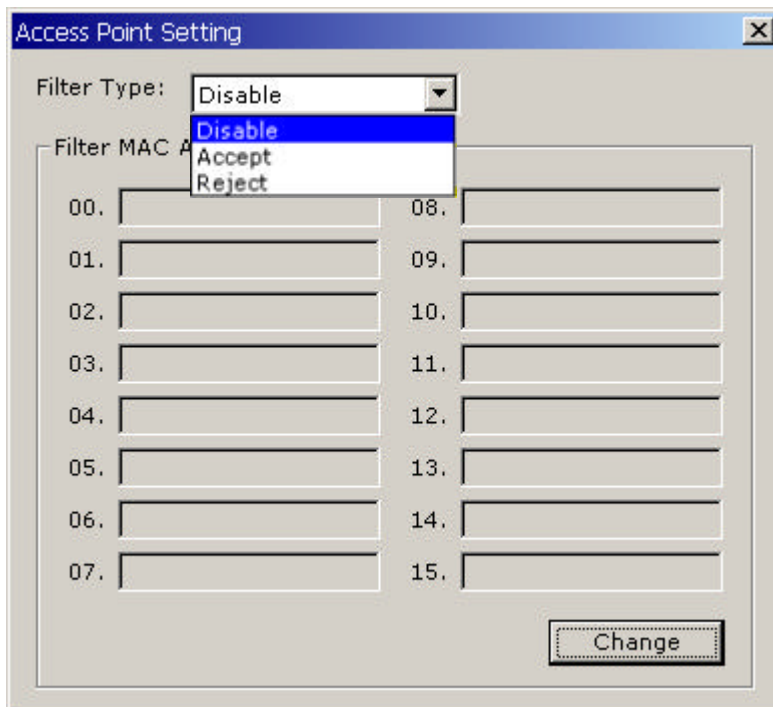 Access Point Setting
Filter Type: Disable
Disable
Accept
Reject
Filter MAC
00. 08.
01. 09.
02. 10.
03. 11.
04. 12.
05. 13.
06. 14.
07. 15.
Change